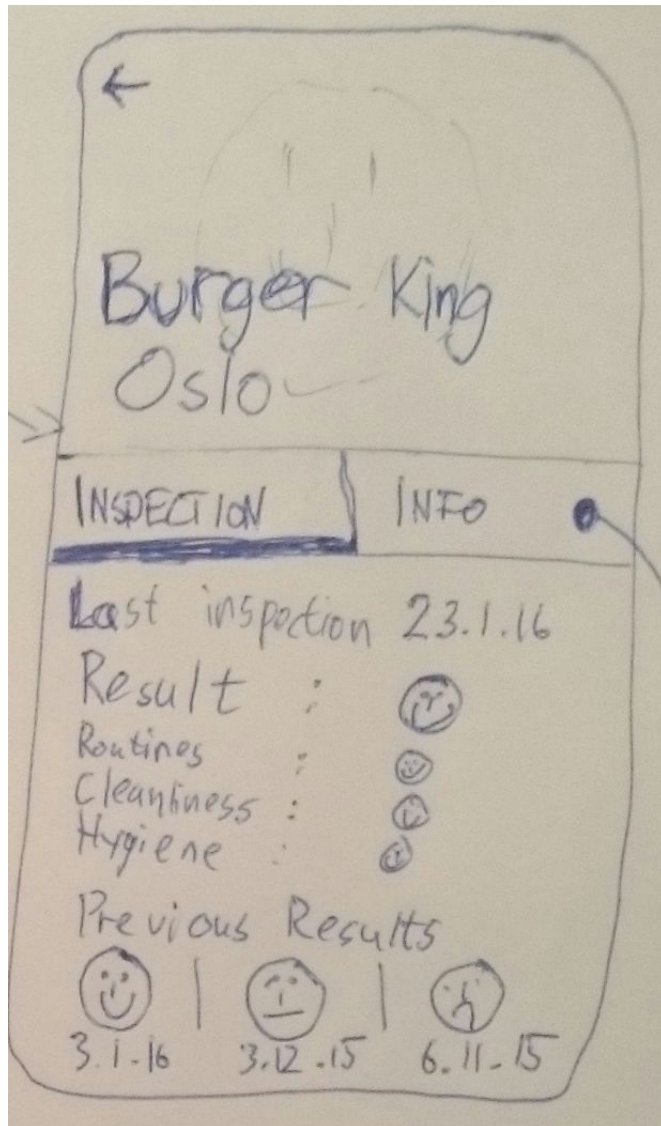 Burger King
Oslo
INSPECTION INFO
Last inspection 23.1.16
Result :
Routines :
Cleanliness :
Hygiene :
Previous Results
3.1.16 3.12.15 6.11.15